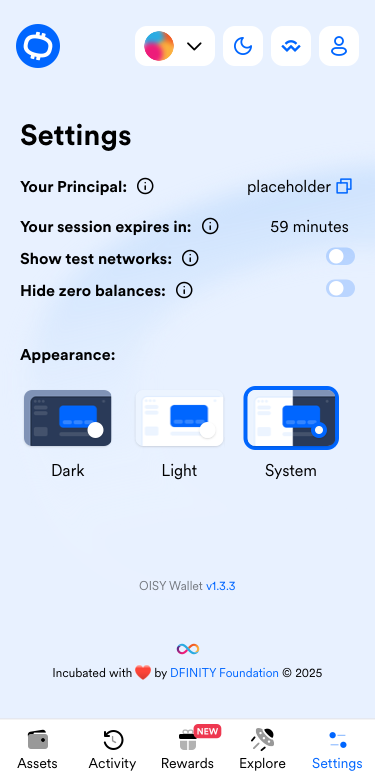 Settings
Your Principal: placeholder
Your session expires in: 59 minutes
Show test networks:
Hide zero balances:
Appearance:
Dark Light System
OISY Wallet v1.3.3
Incubated with ❤️ by DFINITY Foundation © 2025
NEW
Assets Activity Rewards Explore Settings